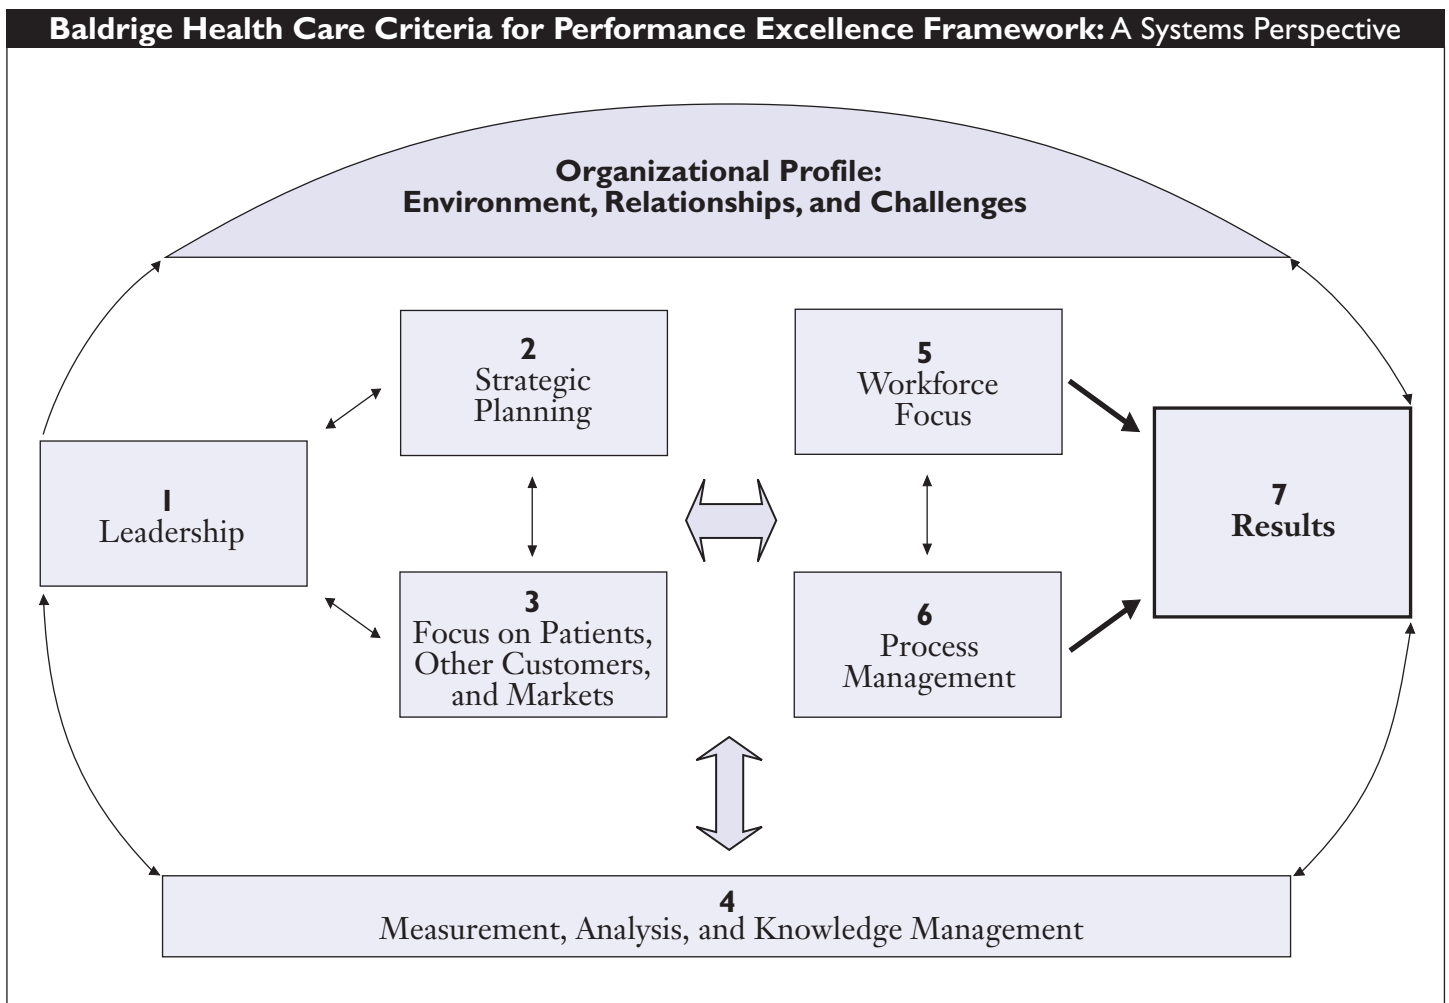 Baldrige Health Care Criteria for Performance Excellence Framework: A Systems Perspective
Organizational Profile:
Environment, Relationships, and Challenges
2
Strategic
Planning
5
Workforce
Focus
1
Leadership
7
Results
3
Focus on Patients,
Other Customers,
and Markets
6
Process
Management
4
Measurement, Analysis, and Knowledge Management